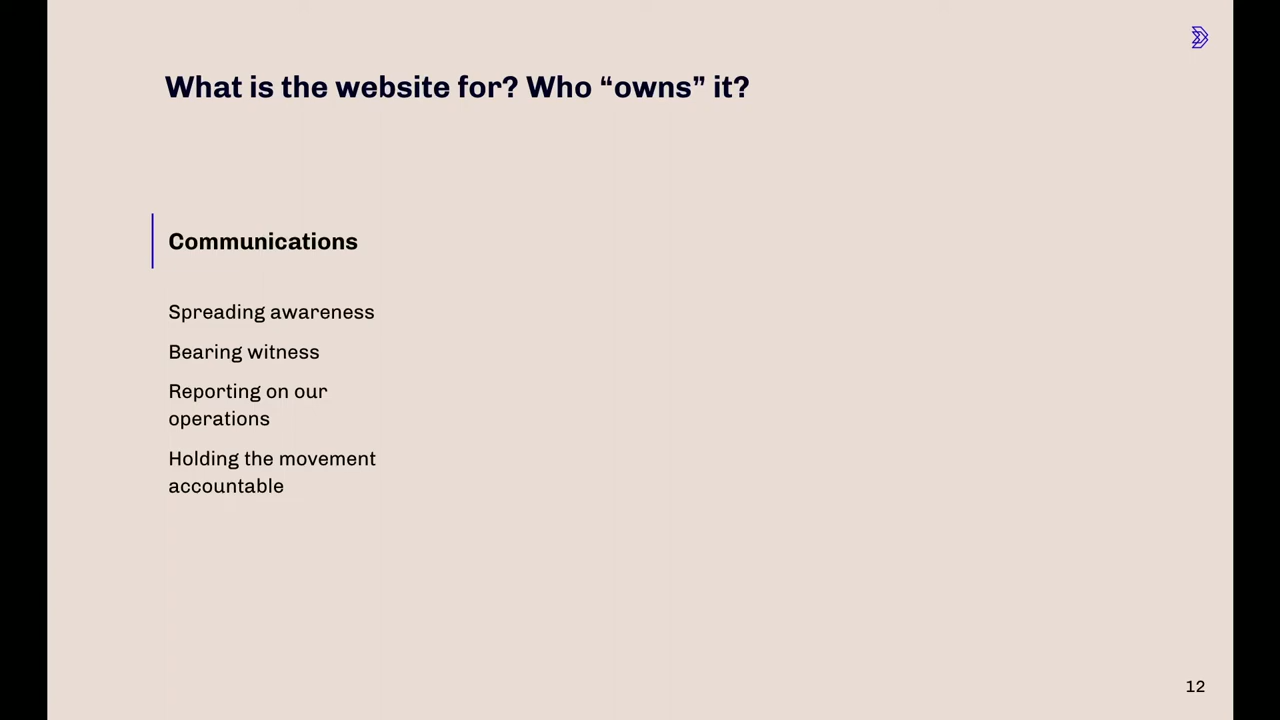 What is the website for? Who “owns” it?
Communications
Spreading awareness
Bearing witness
Reporting on our
operations
Holding the movement
accountable
12